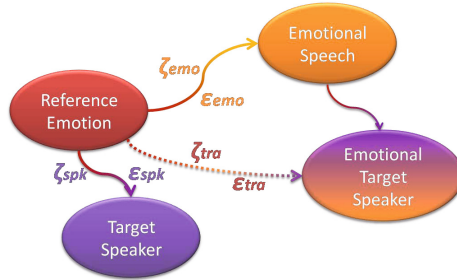 Emotional
Speech
ζemo
εemo
Reference
Emotion
ζtra
εtra
ζspk εspk
Emotional
Target
Speaker
Target
Speaker